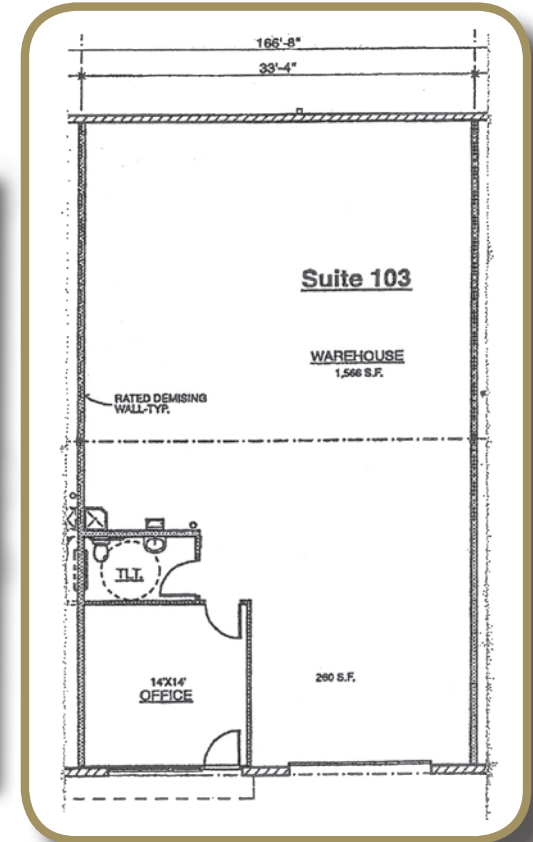 166'-8"
33'-4"
Suite 103
WAREHOUSE
1,566 S.F.
RATED DEMISING
WALL-TYP.
TLT.
14'X14'
OFFICE
260 S.F.